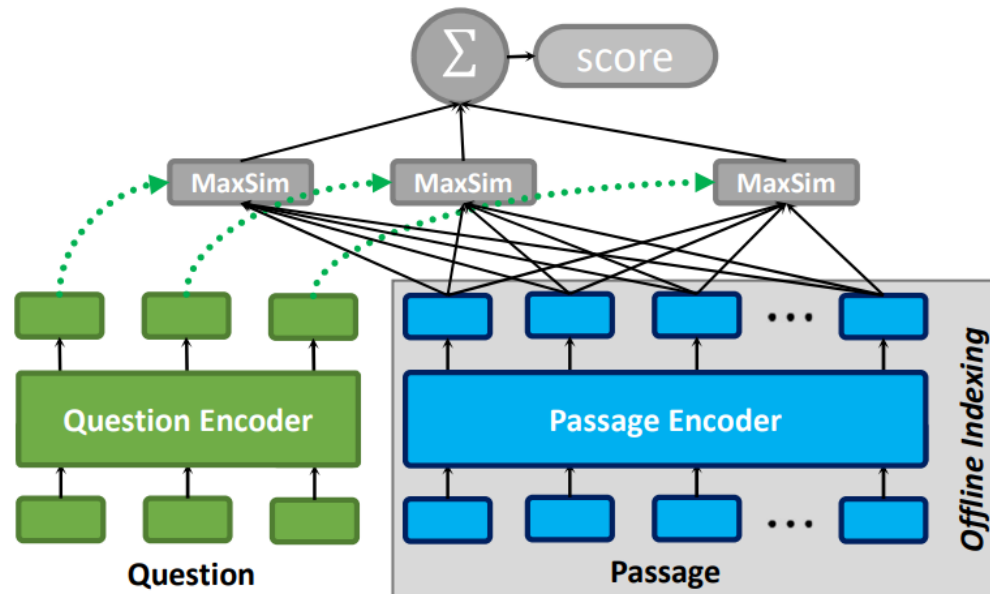 Σ
score
MaxSim
MaxSim
MaxSim
Question Encoder
Passage Encoder
Offline Indexing
Question
Passage